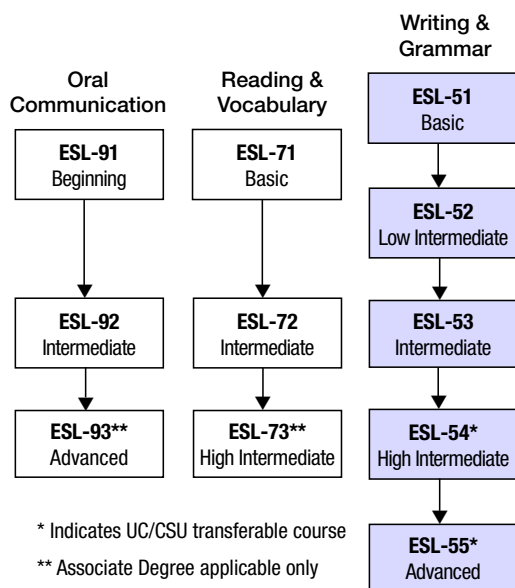 Oral
Communication
ESL-91
Beginning
ESL-92
Intermediate
ESL-93**
Advanced
Reading &
Vocabulary
ESL-71
Basic
ESL-72
Intermediate
ESL-73**
High Intermediate
Writing &
Grammar
ESL-51
Basic
ESL-52
Low Intermediate
ESL-53
Intermediate
ESL-54*
High Intermediate
ESL-55*
Advanced
* Indicates UC/CSU transferable course
** Associate Degree applicable only